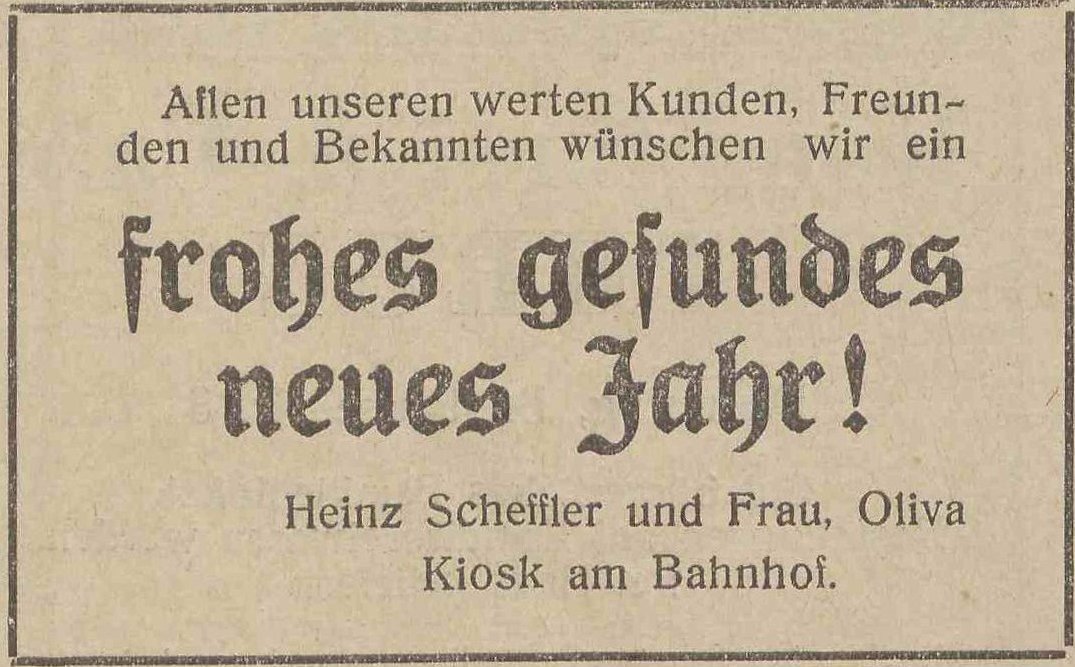 Allen unseren werten Kunden, Freun-
den und Bekannten wünschen wir ein
frohes gesundes
neues Jahr!
Heinz Scheffler und Frau, Oliva
Kiosk am Bahnhof.